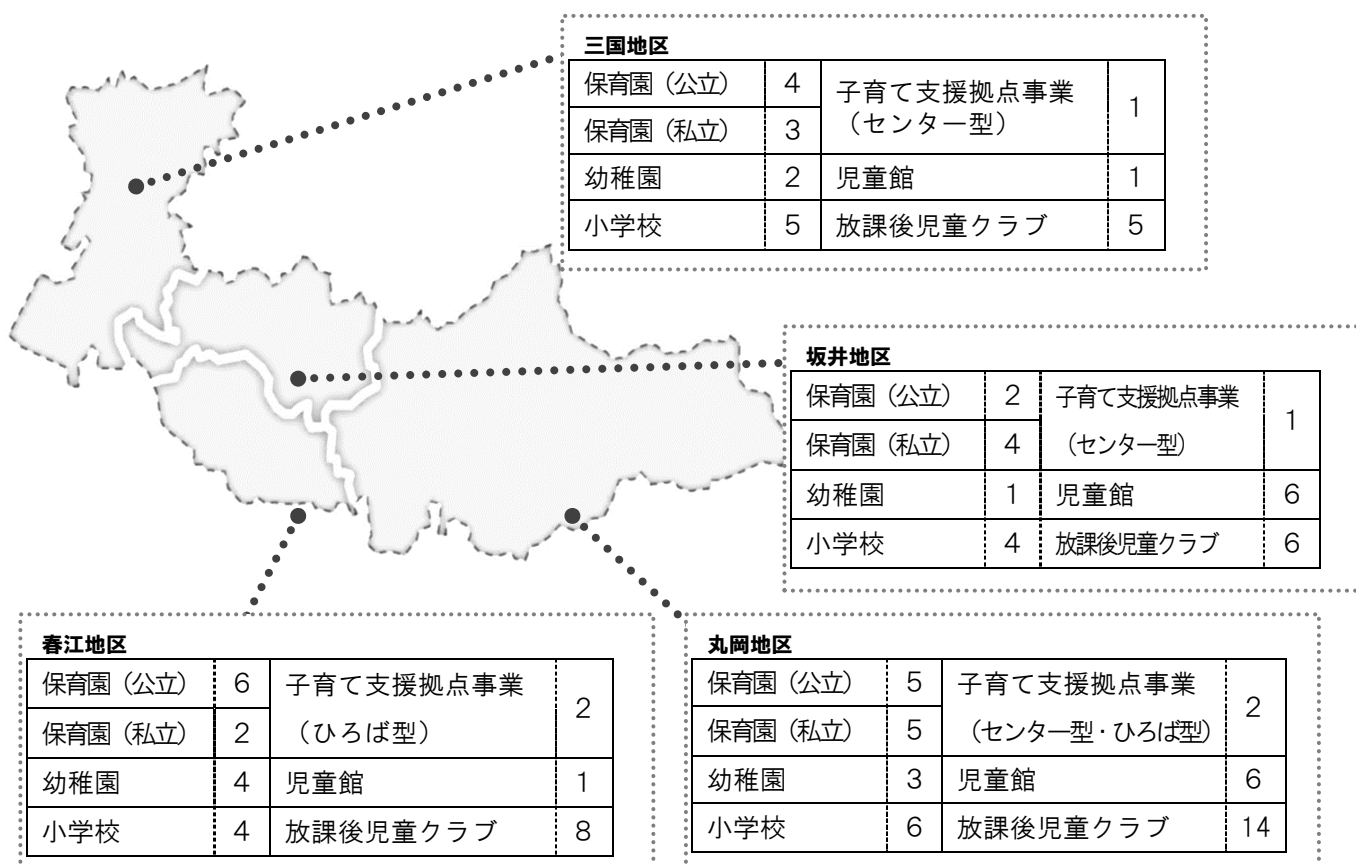 三国地区
保育園（公立） 4 子育て支援拠点事業（センター型） 1
保育園（私立） 3
幼稚園 2 児童館 1
小学校 5 放課後児童クラブ 5
坂井地区
保育園（公立） 2 子育て支援拠点事業（センター型） 1
保育園（私立） 4
幼稚園 1 児童館 6
小学校 4 放課後児童クラブ 6
春江地区
保育園（公立） 6 子育て支援拠点事業（ひろば型） 2
保育園（私立） 2
幼稚園 4 児童館 1
小学校 4 放課後児童クラブ 8
丸岡地区
保育園（公立） 5 子育て支援拠点事業（センター型・ひろば型） 2
保育園（私立） 5
幼稚園 3 児童館 6
小学校 6 放課後児童クラブ 14